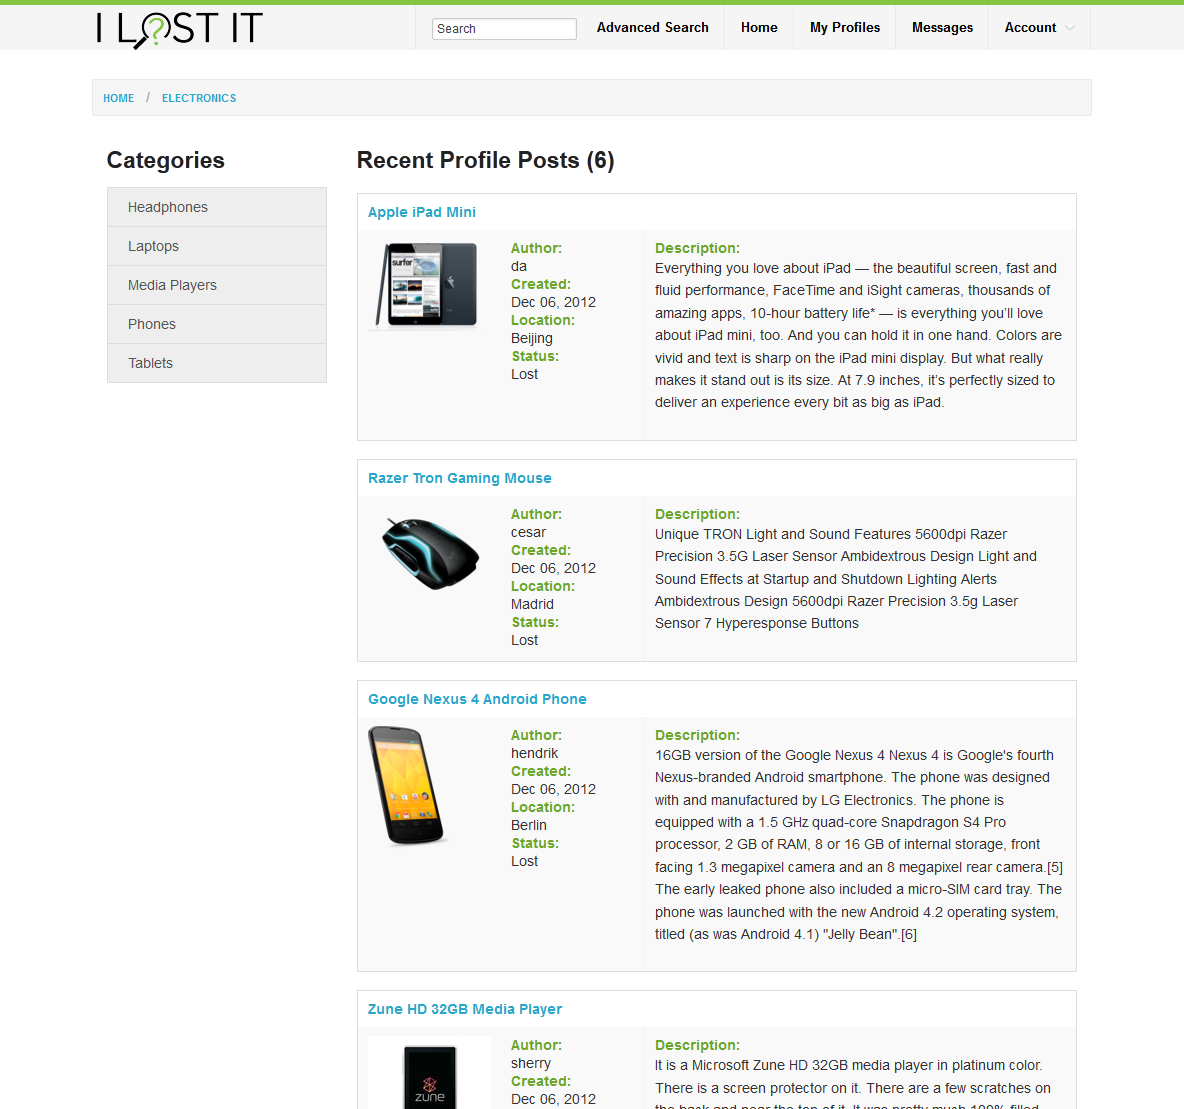 I LOST IT
Search
Advanced Search
Home
My Profiles
Messages
Account
HOME / ELECTRONICS
Categories
Headphones
Laptops
Media Players
Phones
Tablets
Recent Profile Posts (6)
Apple iPad Mini
surfer
Author:
da
Created:
Dec 06, 2012
Location:
Beijing
Status:
Lost
Description:
Everything you love about iPad — the beautiful screen, fast and
fluid performance, FaceTime and iSight cameras, thousands of
amazing apps, 10-hour battery life* — is everything you’ll love
about iPad mini, too. And you can hold it in one hand. Colors are
vivid and text is sharp on the iPad mini display. But what really
makes it stand out is its size. At 7.9 inches, it’s perfectly sized to
deliver an experience every bit as big as iPad.
Razer Tron Gaming Mouse
Author:
cesar
Created:
Dec 06, 2012
Location:
Madrid
Status:
Lost
Description:
Unique TRON Light and Sound Features 5600dpi Razer
Precision 3.5G Laser Sensor Ambidextrous Design Light and
Sound Effects at Startup and Shutdown Lighting Alerts
Ambidextrous Design 5600dpi Razer Precision 3.5g Laser
Sensor 7 Hyperesponse Buttons
Google Nexus 4 Android Phone
Author:
hendrik
Created:
Dec 06, 2012
Location:
Berlin
Status:
Lost
Description:
16GB version of the Google Nexus 4 Nexus 4 is Google's fourth
Nexus-branded Android smartphone. The phone was designed
with and manufactured by LG Electronics. The phone is
equipped with a 1.5 GHz quad-core Snapdragon S4 Pro
processor, 2 GB of RAM, 8 or 16 GB of internal storage, front
facing 1.3 megapixel camera and an 8 megapixel rear camera.[5]
The early leaked phone also included a micro-SIM card tray. The
phone was launched with the new Android 4.2 operating system,
titled (as was Android 4.1) "Jelly Bean".[6]
Zune HD 32GB Media Player
zune
Author:
sherry
Created:
Dec 06, 2012
Description:
It is a Microsoft Zune HD 32GB media player in platinum color.
There is a screen protector on it. There are a few scratches on
the back and near the top of it. It was pretty much 100% filled